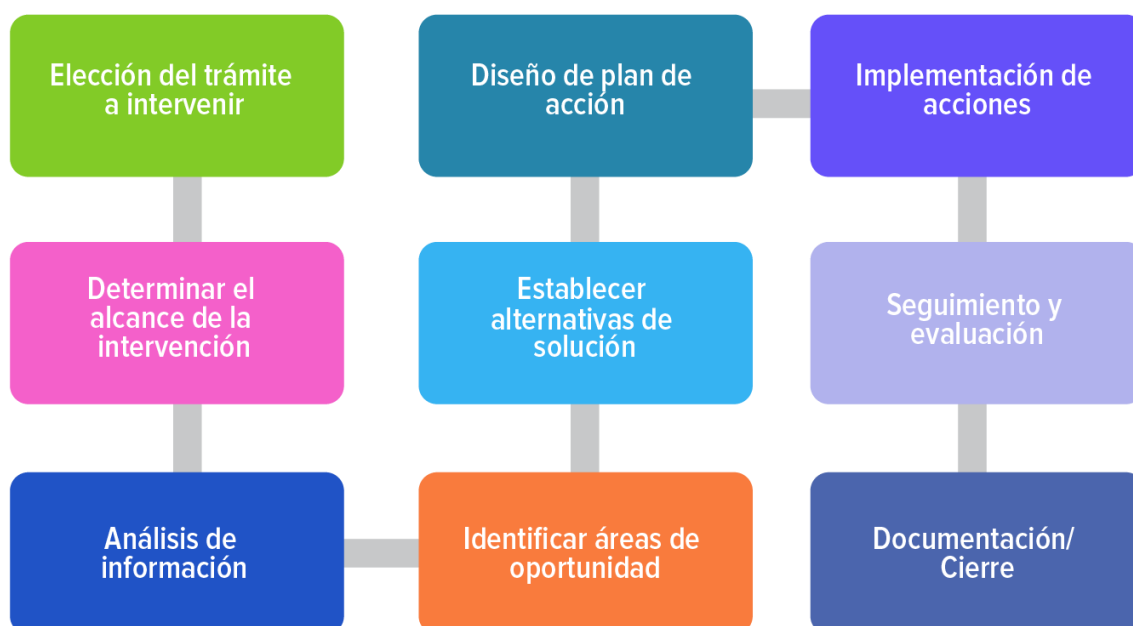 Elección del trámite
a intervenir
Determinar el
alcance de la
intervención
Análisis de
información
Identificar áreas de
oportunidad
Establecer
alternativas de
solución
Diseño de plan de
acción
Implementación de
acciones
Seguimiento y
evaluación
Documentación/
Cierre